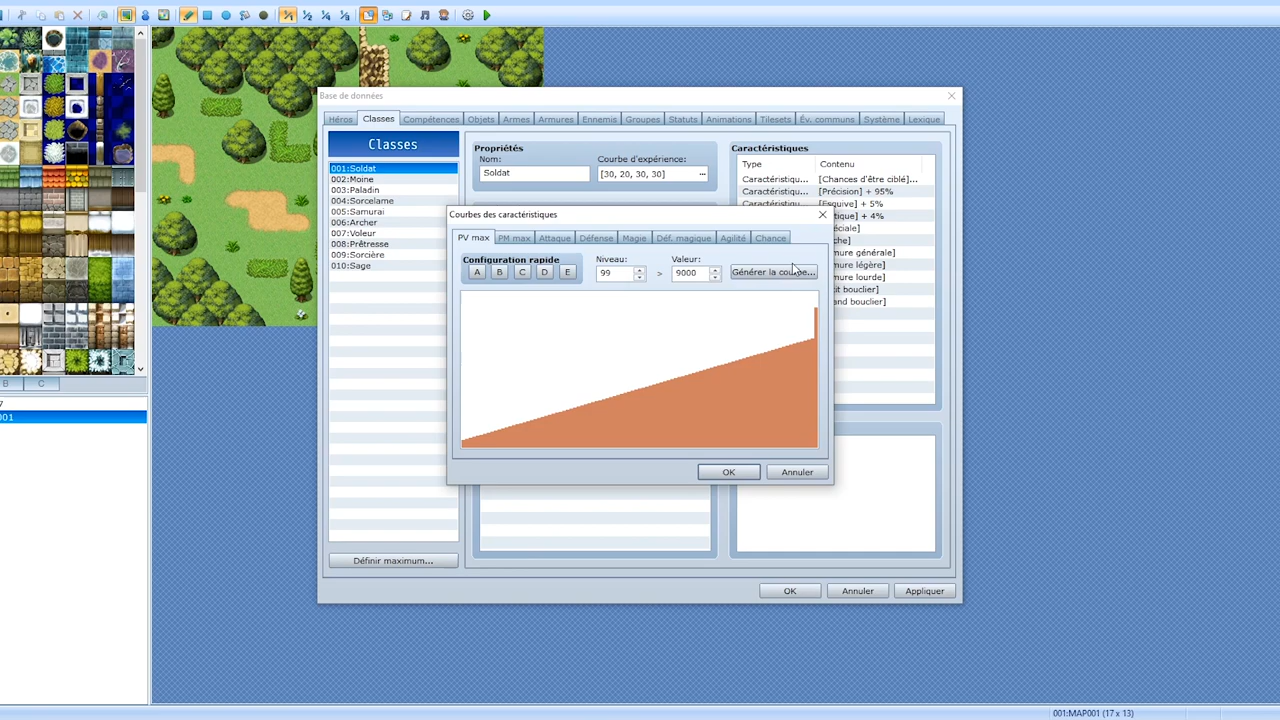 Base de données
Héros Classes Compétences Objets Armes Armures Ennemis Groupes Statuts Animations Tilesets Év. communs Système Lexique
Classes
001:Soldat
002:Moine
003:Paladin
004:Sorcelame
005:Samurai
006:Archer
007:Voleur
008:Prêtresse
009:Sorcière
010:Sage
Définir maximum...
Propriétés
Nom: Courbe d'expérience:
Soldat [30, 20, 30, 30] ...
Caractéristiques
Type Contenu
Caractéristiqu... [Chances d'être ciblé]...
Caractéristiqu... [Précision] + 95%
Caractéristiqu... [Esquive] + 5%
tique] + 4%
éciale]
che]
mure générale]
mure légère]
mure lourde]
it bouclier]
and bouclier]
Courbes des caractéristiques
PV max PM max Attaque Défense Magie Déf. magique Agilité Chance
Configuration rapide Niveau: Valeur:
A B C D E 99 > 9000 Générer la
OK Annuler
OK Annuler Appliquer
B C
7
001
001:MAP001 (17 x 13)